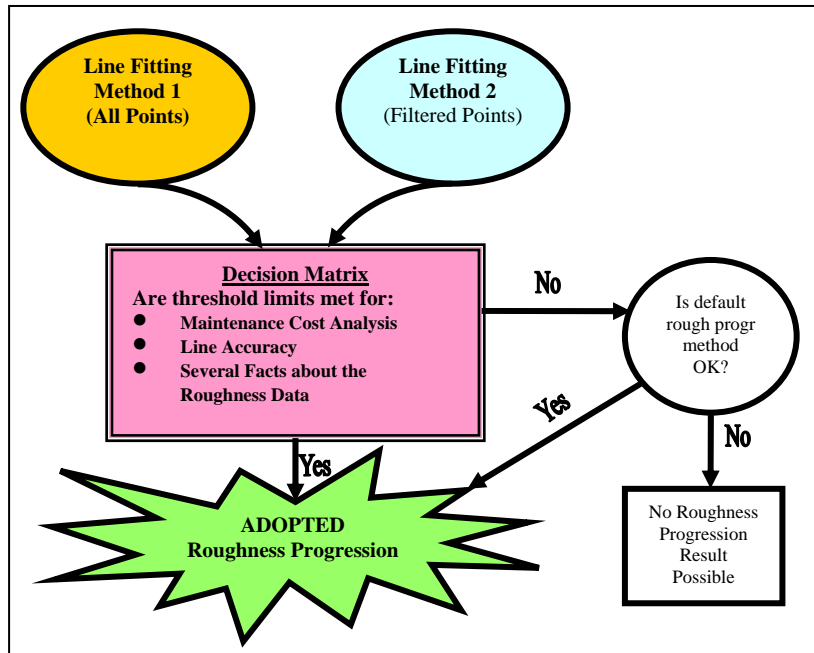 Line Fitting
Method 1
(All Points)
Line Fitting
Method 2
(Filtered Points)
Decision Matrix
Are threshold limits met for:
● Maintenance Cost Analysis
● Line Accuracy
● Several Facts about the
Roughness Data
No
Is default
rough progr
method
OK?
Yes
No
Yes
ADOPTED
Roughness Progression
No Roughness
Progression
Result
Possible